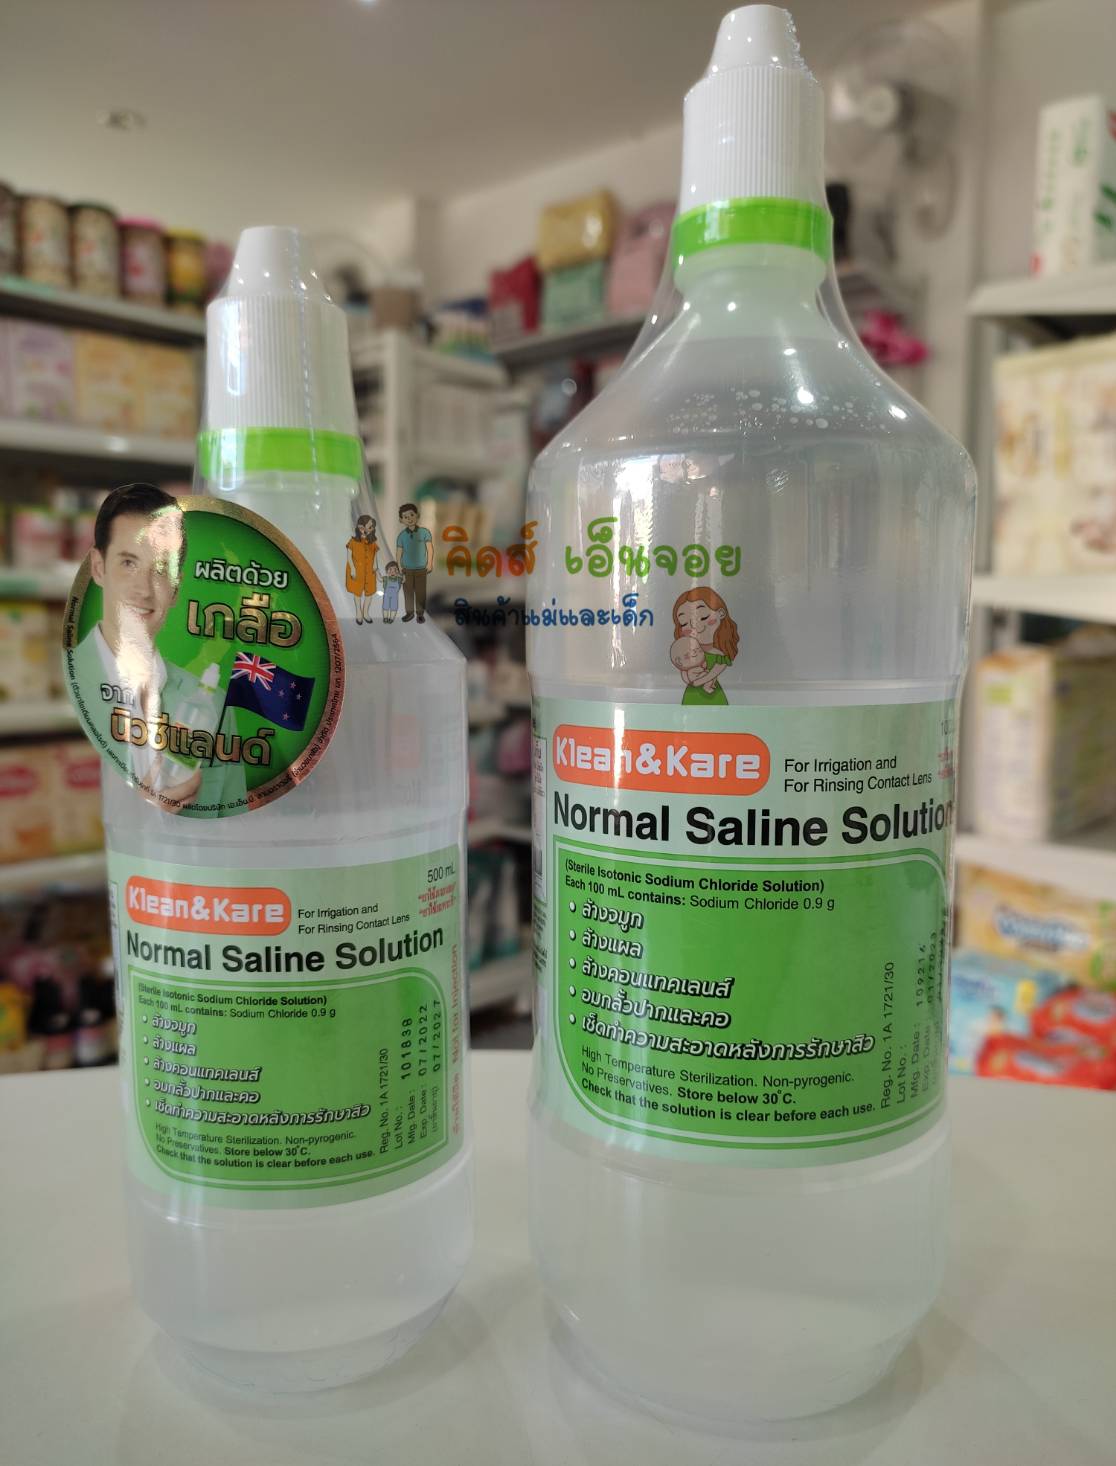 ผลิตด้วย
เกลือ
จาก
นิวซีแลนด์
คิดส์ เอ็นจอย
สินค้าแม่และเด็ก
500 mL
Klean&Kare
For Irrigation and
For Rinsing Contact Lens
Normal Saline Solution
(Sterile Isotonic Sodium Chloride Solution)
Each 100 mL contains: Sodium Chloride 0.9 g
• ล้างจมูก
• ล้างแผล
• ล้างคอนแทคเลนส์
• อมกลั้วปากและคอ
• เช็ดทำความสะอาดหลังการรักษาสิว
High Temperature Sterilization. Non-pyrogenic.
No Preservatives. Store below 30°C.
Check that the solution is clear before each use.
Reg. No. 1A 1721/30
Lot No. : 101838
Mfg. Date : 07/2022
Exp. Date : 07/2027
Not for Injection
Klean&Kare
For Irrigation and
For Rinsing Contact Lens
Normal Saline Solution
(Sterile Isotonic Sodium Chloride Solution)
Each 100 mL contains: Sodium Chloride 0.9 g
• ล้างจมูก
• ล้างแผล
• ล้างคอนแทคเลนส์
• อมกลั้วปากและคอ
• เช็ดทำความสะอาดหลังการรักษาสิว
High Temperature Sterilization. Non-pyrogenic.
No Preservatives. Store below 30°C.
Check that the solution is clear before each use.
Reg. No. 1A 1721/30
Lot No. : 109216
Mfg. Date : 01/2023
Exp. Date